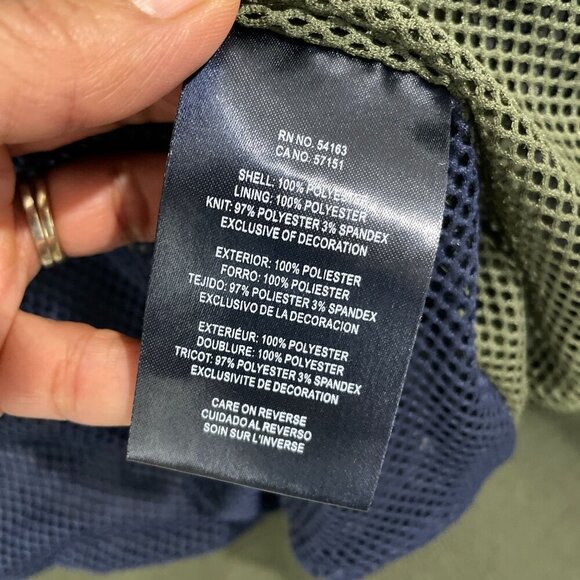 RN NO. 54163
CA NO. 57151
SHELL: 100% POLYESTER
LINING: 100% POLYESTER
KNIT: 97% POLYESTER 3% SPANDEX
EXCLUSIVE OF DECORATION
EXTERIOR: 100% POLIESTER
FORRO: 100% POLIESTER
TEJIDO: 97% POLIESTER 3% SPANDEX
EXCLUSIVO DE LA DECORACION
EXTERIEUR: 100% POLYESTER
DOUBLURE: 100% POLYESTER
TRICOT: 97% POLYESTER 3% SPANDEX
EXCLUSIVITE DE DECORATION
CARE ON REVERSE
CUIDADO AL REVERSO
SOIN SUR L'INVERSE